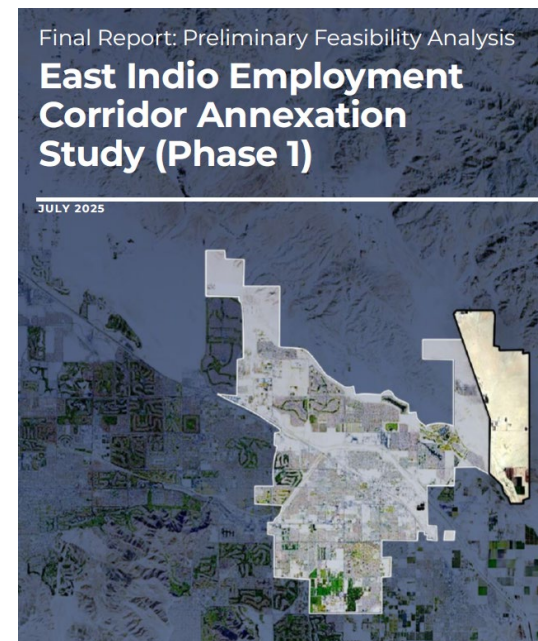 Final Report: Preliminary Feasibility Analysis
East Indio Employment
Corridor Annexation
Study (Phase 1)
JULY 2025